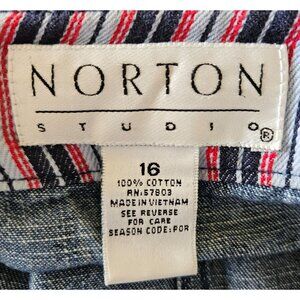 NORTON
STUDIO®
16
100% COTTON
RN:57803
MADE IN VIETNAM
SEE REVERSE
FOR CARE
SEASON CODE:POR